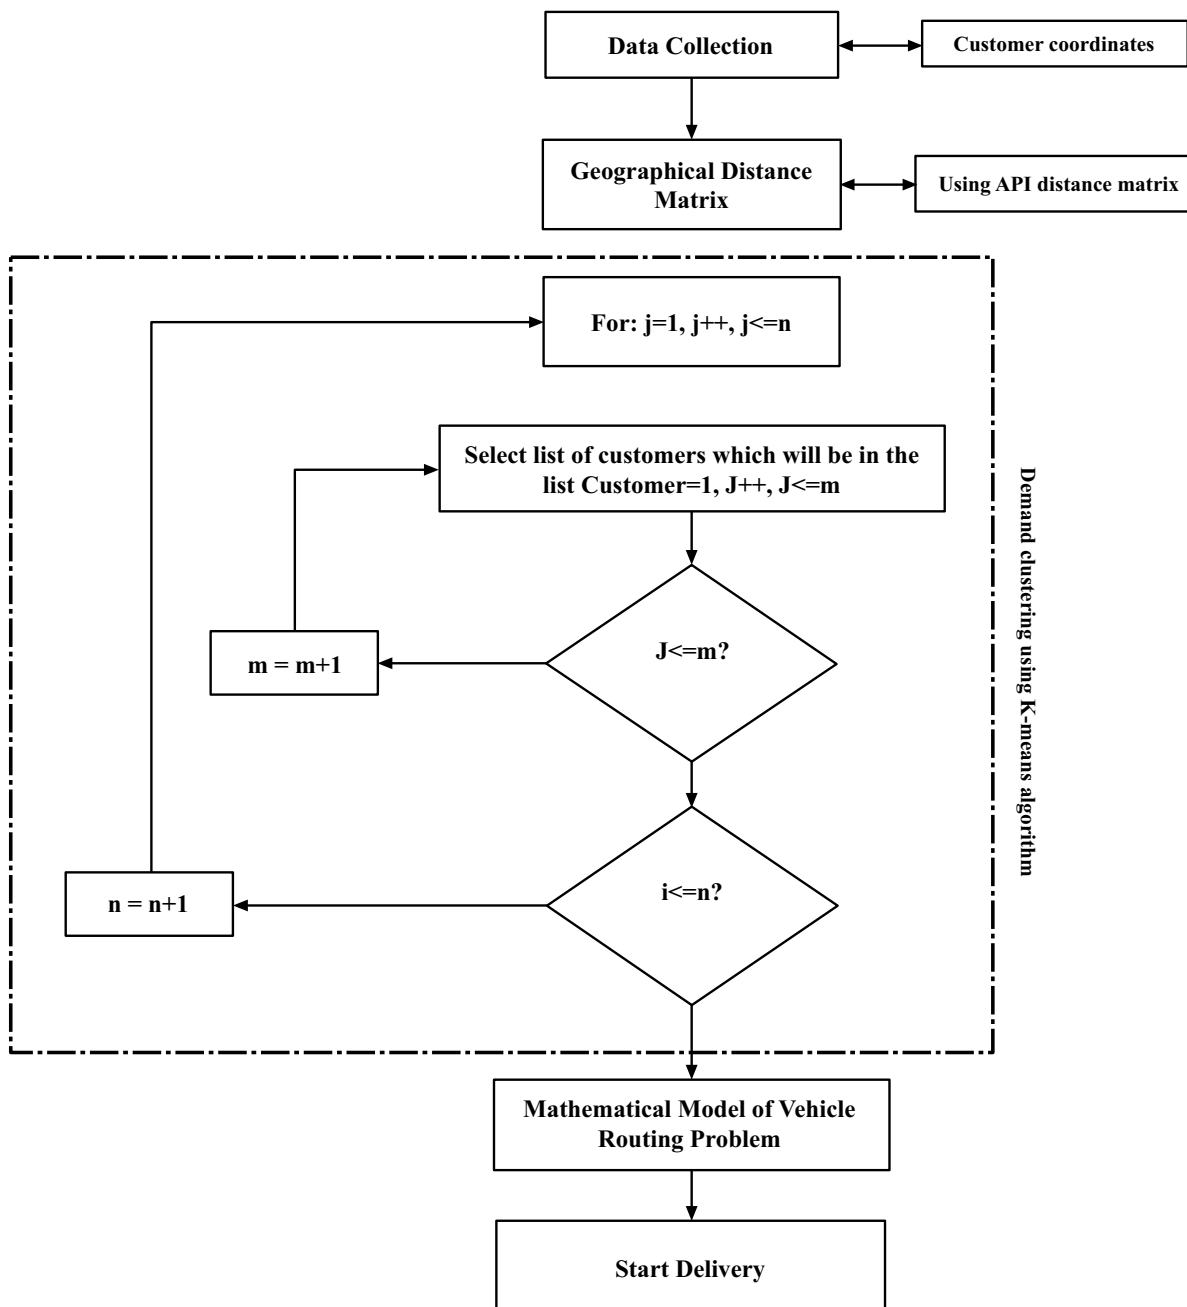 Data Collection
Customer coordinates
Geographical Distance
Matrix
Using API distance matrix
For: j=1, j++, j<=n
Select list of customers which will be in the
list Customer=1, J++, J<=m
J<=m?
m = m+1
i<=n?
n = n+1
Demand clustering using K-means algorithm
Mathematical Model of Vehicle
Routing Problem
Start Delivery